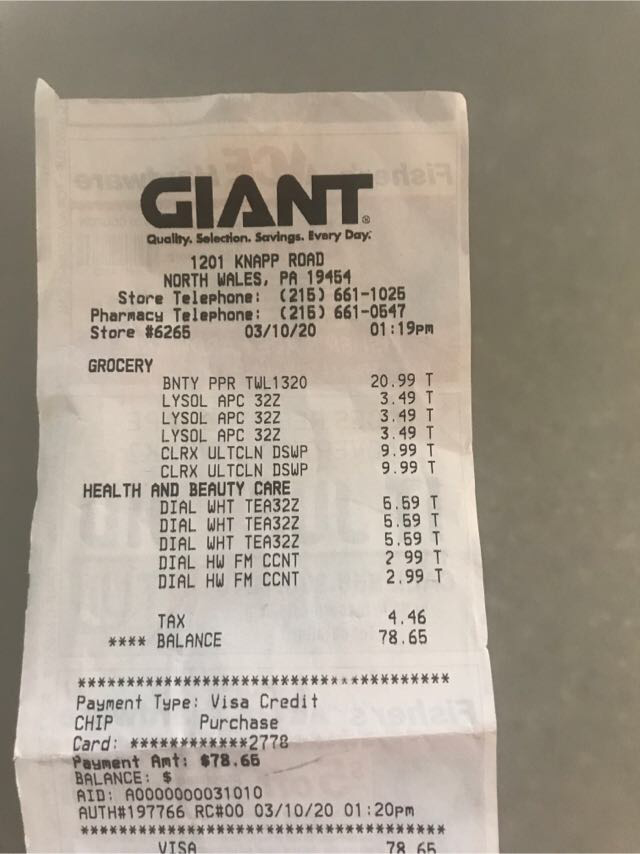 GIANT®
Quality. Selection. Savings. Every Day.
1201 KNAPP ROAD
NORTH WALES, PA 19454
Store Telephone: (215) 661-1025
Pharmacy Telephone: (215) 661-0547
Store #6265 03/10/20 01:19pm
GROCERY
BNTY PPR TWL1320 20.99 T
LYSOL APC 32Z 3.49 T
LYSOL APC 32Z 3.49 T
LYSOL APC 32Z 3.49 T
CLRX ULTCLN DSWP 9.99 T
CLRX ULTCLN DSWP 9.99 T
HEALTH AND BEAUTY CARE
DIAL WHT TEA32Z 5.59 T
DIAL WHT TEA32Z 5.59 T
DIAL WHT TEA32Z 5.59 T
DIAL HW FM CCNT 2 99 T
DIAL HW FM CCNT 2.99 T
TAX 4.46
**** BALANCE 78.65
**************************************
Payment Type: Visa Credit
CHIP Purchase
Card: ************2778
Payment Amt: $78.65
BALANCE: $
AID: A0000000031010
AUTH#197766 RC#00 03/10/20 01:20pm
**************************************
VISA 78.65